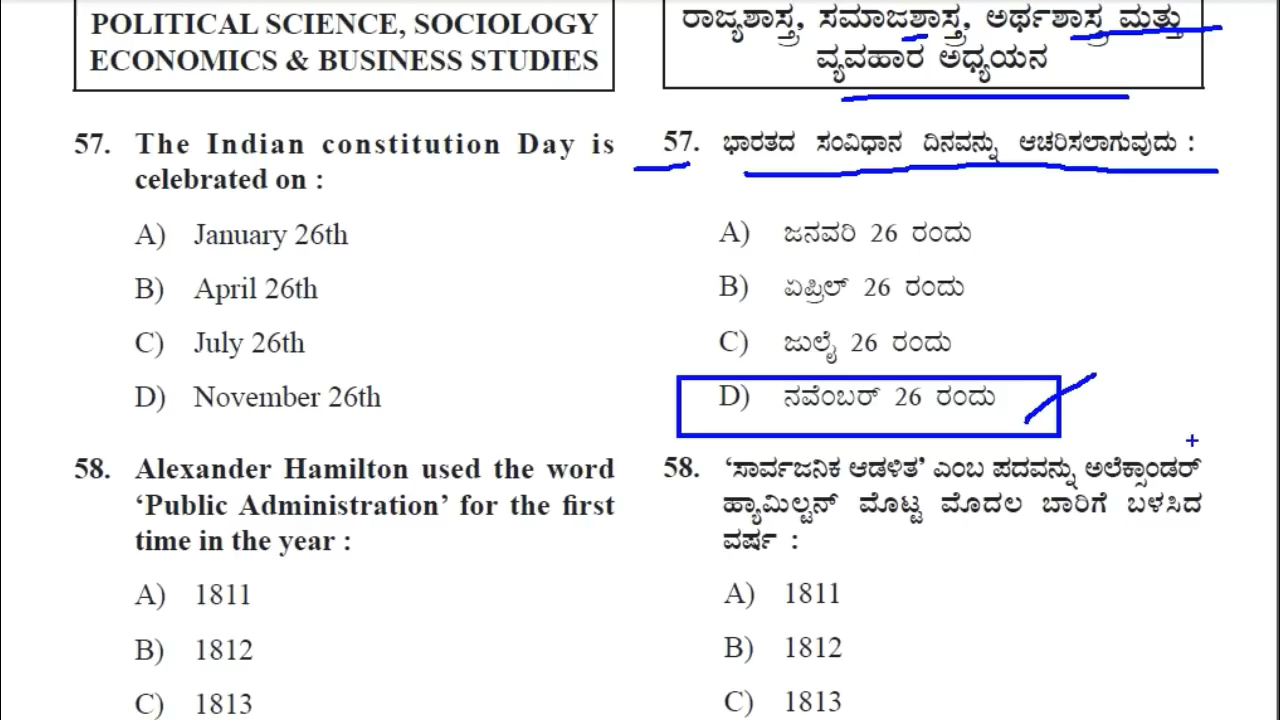 POLITICAL SCIENCE, SOCIOLOGY
ECONOMICS & BUSINESS STUDIES
57. The Indian constitution Day is
celebrated on :
A) January 26th
B) April 26th
C) July 26th
D) November 26th
58. Alexander Hamilton used the word
‘Public Administration’ for the first
time in the year :
A) 1811
B) 1812
C) 1813
ರಾಜ್ಯಶಾಸ್ತ್ರ, ಸಮಾಜಶಾಸ್ತ್ರ, ಅರ್ಥಶಾಸ್ತ್ರ ಮತ್ತು
ವ್ಯವಹಾರ ಅಧ್ಯಯನ
57. ಭಾರತದ ಸಂವಿಧಾನ ದಿನವನ್ನು ಆಚರಿಸಲಾಗುವುದು :
A) ಜನವರಿ 26 ರಂದು
B) ಏಪ್ರಿಲ್ 26 ರಂದು
C) ಜುಲೈ 26 ರಂದು
D) ನವೆಂಬರ್ 26 ರಂದು
58. ‘ಸಾರ್ವಜನಿಕ ಆಡಳಿತ’ ಎಂಬ ಪದವನ್ನು ಅಲೆಕ್ಸಾಂಡರ್
ಹ್ಯಾಮಿಲ್ಟನ್ ಮೊಟ್ಟ ಮೊದಲ ಬಾರಿಗೆ ಬಳಸಿದ
ವರ್ಷ :
A) 1811
B) 1812
C) 1813